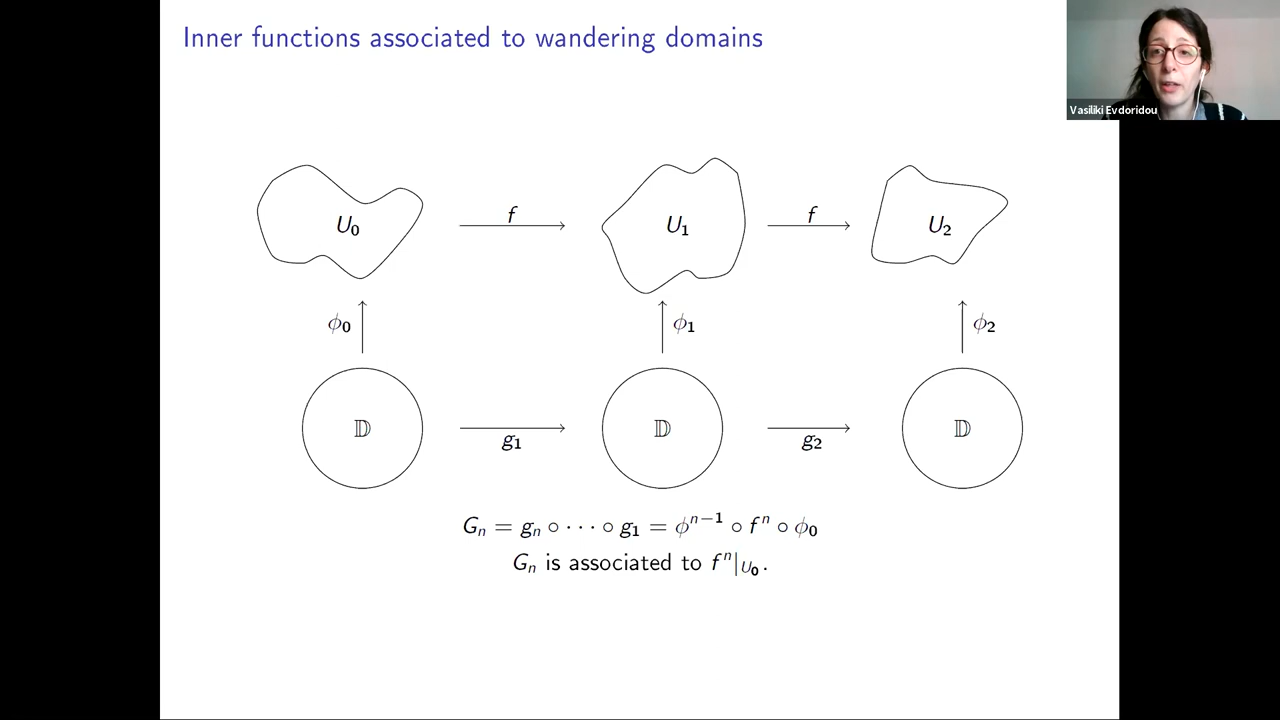 Inner functions associated to wandering domains
Vasiliki Evdoridou
U₀ f U₁ f U₂
ϕ₀ ϕ₁ ϕ₂
𝔻 g₁ 𝔻 g₂ 𝔻
Gₙ = gₙ ∘ ⋯ ∘ g₁ = ϕⁿ⁻¹ ∘ fⁿ ∘ ϕ₀
Gₙ is associated to fⁿ|_U₀.